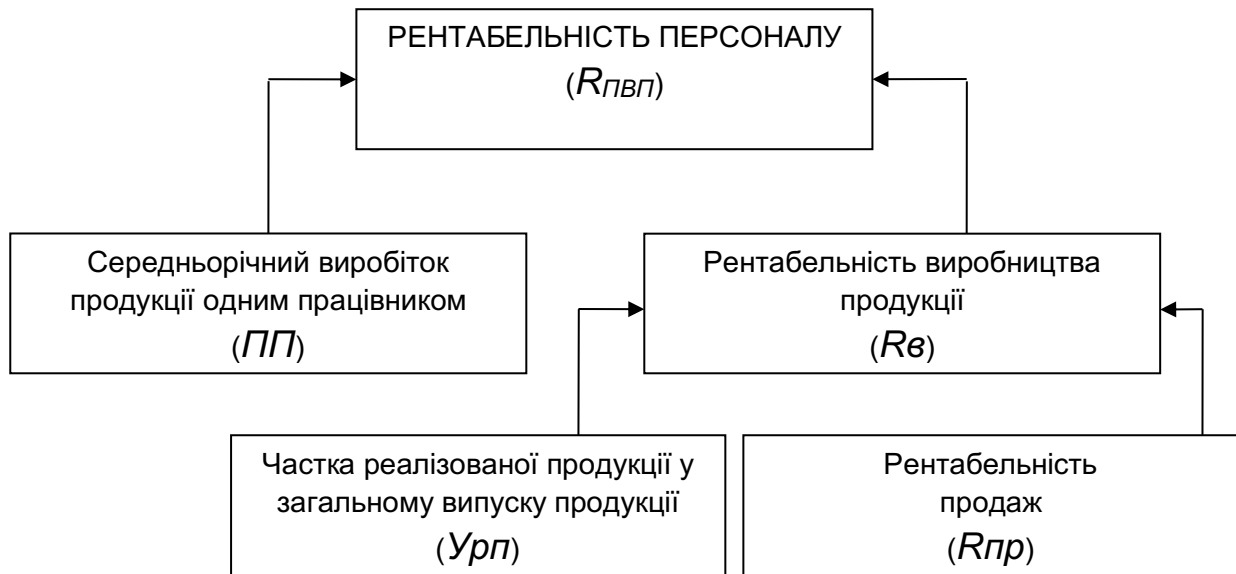 РЕНТАБЕЛЬНІСТЬ ПЕРСОНАЛУ
(RПВП)
Середньорічний виробіток
продукції одним працівником
(ПП)
Рентабельність виробництва
продукції
(Rв)
Частка реалізованої продукції у
загальному випуску продукції
(Урп)
Рентабельність
продаж
(Rпр)